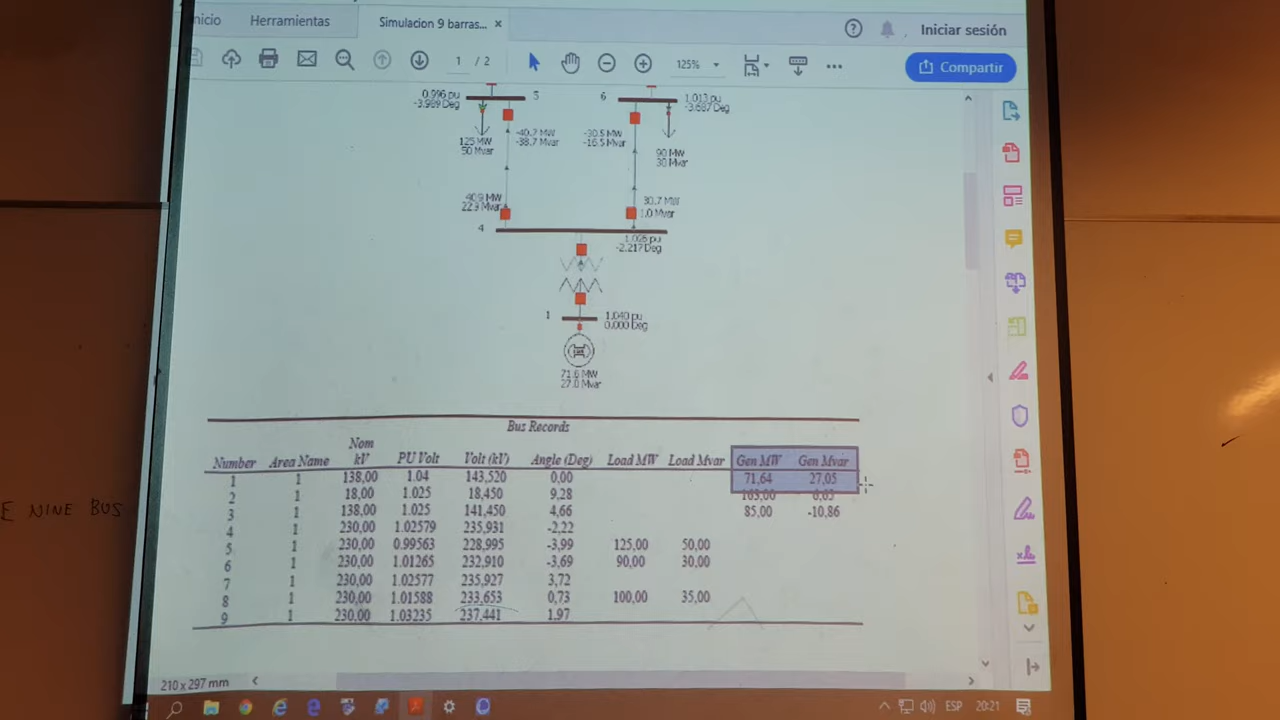 nicio Herramientas Simulacion 9 barras... × Iniciar sesión
1 / 2 125% Compartir
0.996 pu
-3.989 Deg
5
6
1.013 pu
-3.687 Deg
125 MW
50 Mvar
-40.7 MW
-38.7 Mvar
-30.5 MW
-16.5 Mvar
90 MW
30 Mvar
40.9 MW
22.9 Mvar
30.7 MW
1.0 Mvar
4
-2.217 Deg
1
1.040 pu
0.000 Deg
71.6 MW
27.0 Mvar
Bus Records
Number Area Name Nom kV PU Volt Volt (kV) Angle (Deg) Load MW Load Mvar Gen MW Gen Mvar
1 1 138,00 1.04 143,520 0,00 71,64 27,05
2 1 18,00 1.025 18,450 9,28 163,00
3 1 138,00 1.025 141,450 4,66 85,00 -10,86
4 1 230,00 1.02579 235,931 -2,22
5 1 230,00 0.99563 228,995 -3,99 125,00 50,00
6 1 230,00 1.01265 232,910 -3,69 90,00 30,00
7 1 230,00 1.02577 235,927 3,72
8 1 230,00 1.01588 233,653 0,73 100,00 35,00
9 1 230,00 1.03235 237,441 1,97
E NINE BUS
210 x 297 mm
ESP 20:21